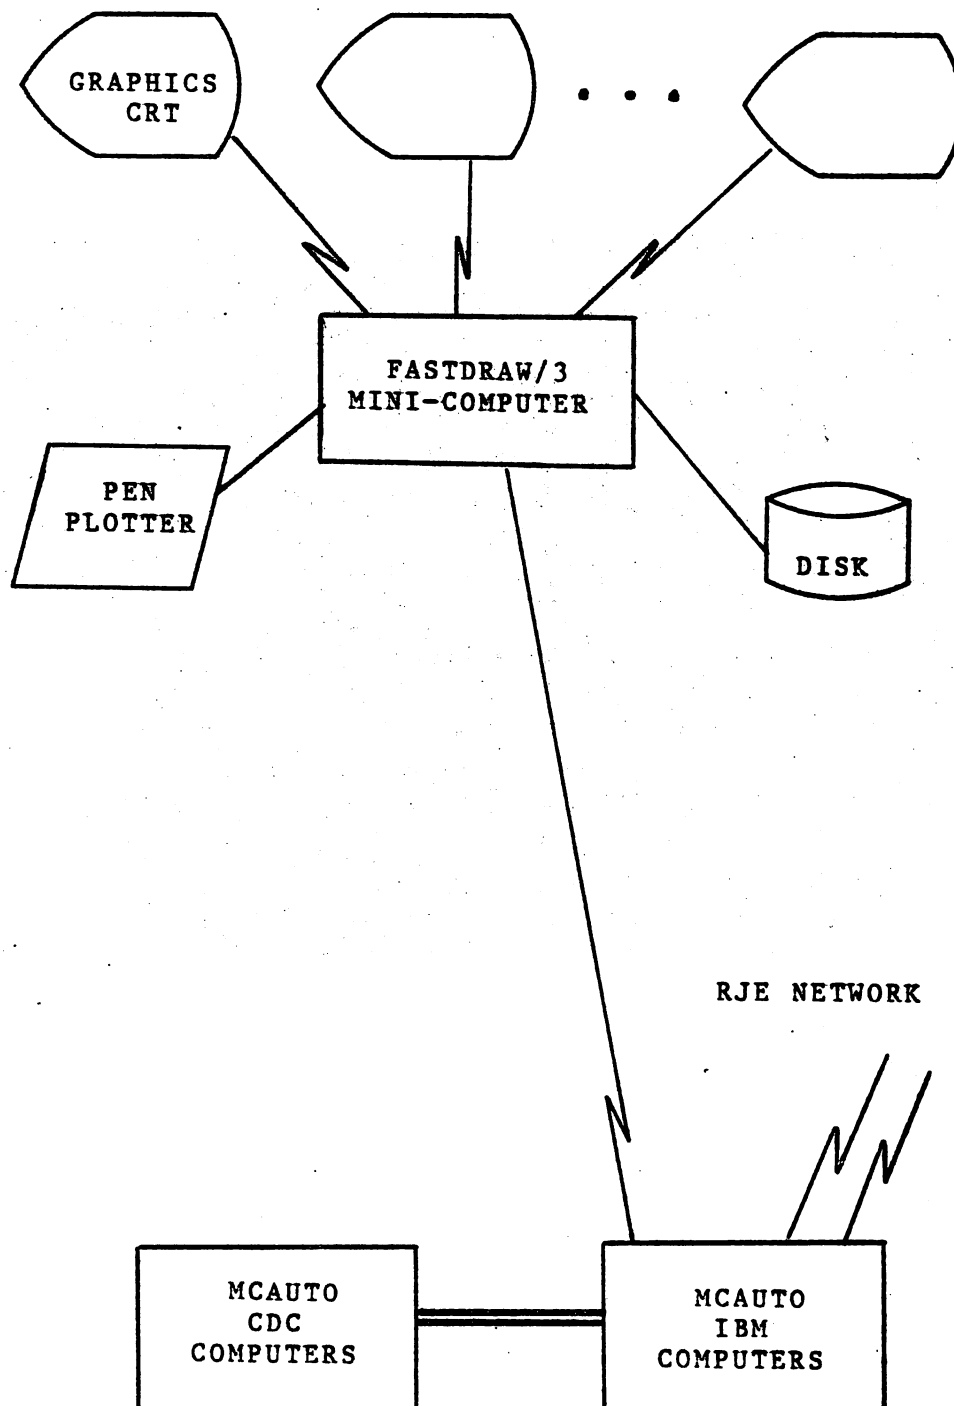 GRAPHICS
CRT
FASTDRAW/3
MINI-COMPUTER
PEN
PLOTTER
DISK
RJE NETWORK
MCAUTO
CDC
COMPUTERS
MCAUTO
IBM
COMPUTERS